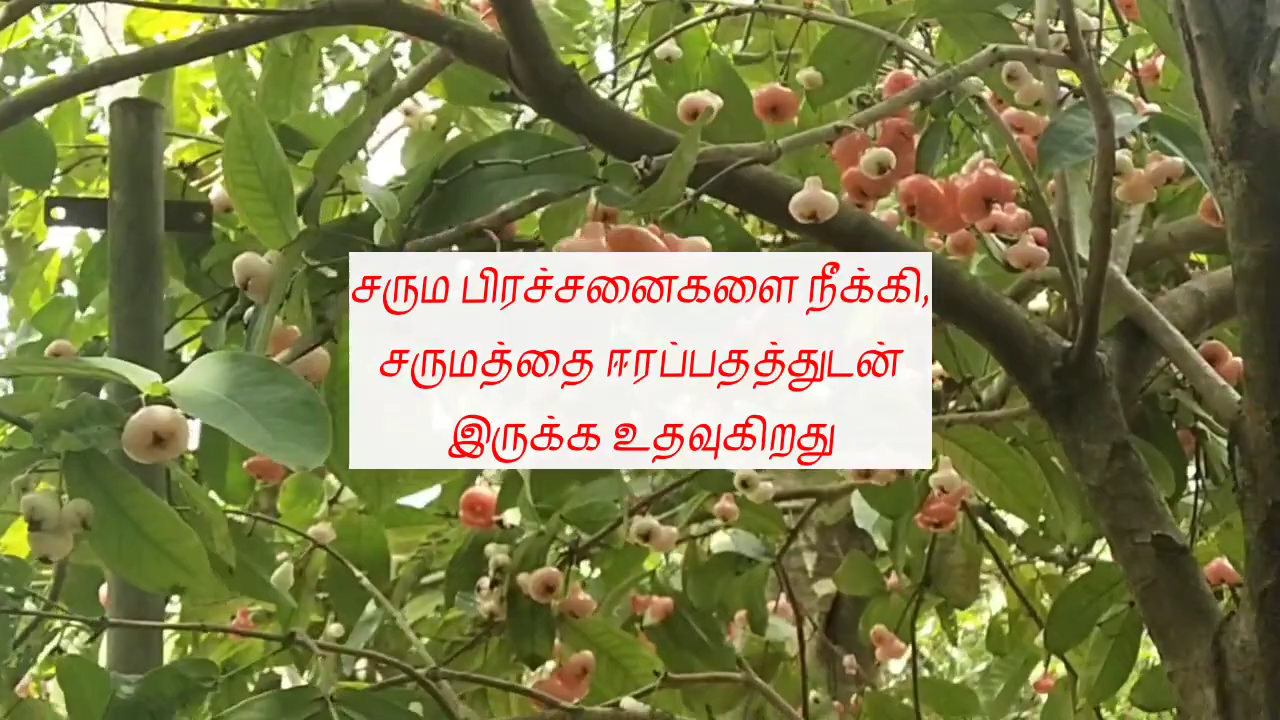 சரும பிரச்சனைகளை நீக்கி,
சருமத்தை ஈரப்பதத்துடன்
இருக்க உதவுகிறது